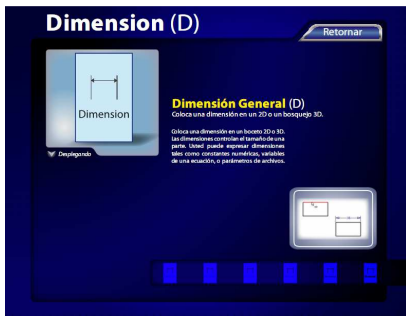 Dimension (D)
Retornar
Dimension
Desplegando
Dimensión General (D)
Coloca una dimensión en un 2D o un bosquejo 3D.
Coloca una dimensión en un boceto 2D o 3D.
Las dimensiones controlan el tamaño de una
parte. Usted puede expresar dimensiones
tales como constantes numéricas, variables
de una ecuación, o parámetros de archivos.